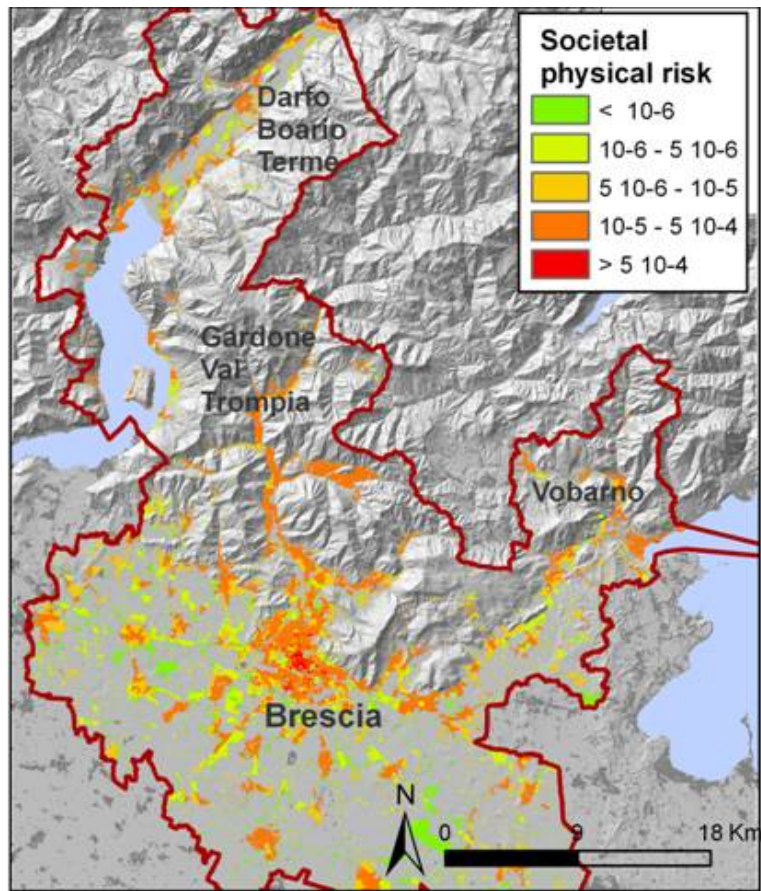 Societal
physical risk
< 10-6
10-6 - 5 10-6
5 10-6 - 10-5
10-5 - 5 10-4
> 5 10-4
Darfo
Boario
Terme
Gardone
Val
Trompia
Vobarno
Brescia
N
0 9 18 Km